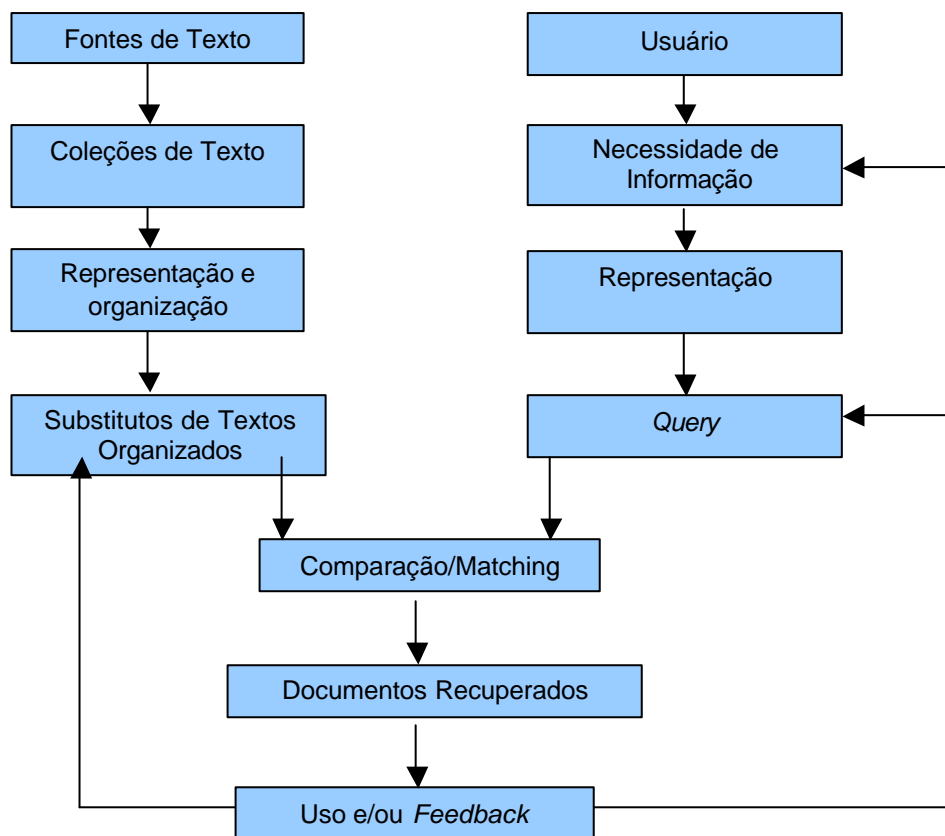 Fontes de Texto
Usuário
Coleções de Texto
Necessidade de
Informação
Representação e
organização
Representação
Substitutos de Textos
Organizados
Query
Comparação/Matching
Documentos Recuperados
Uso e/ou Feedback